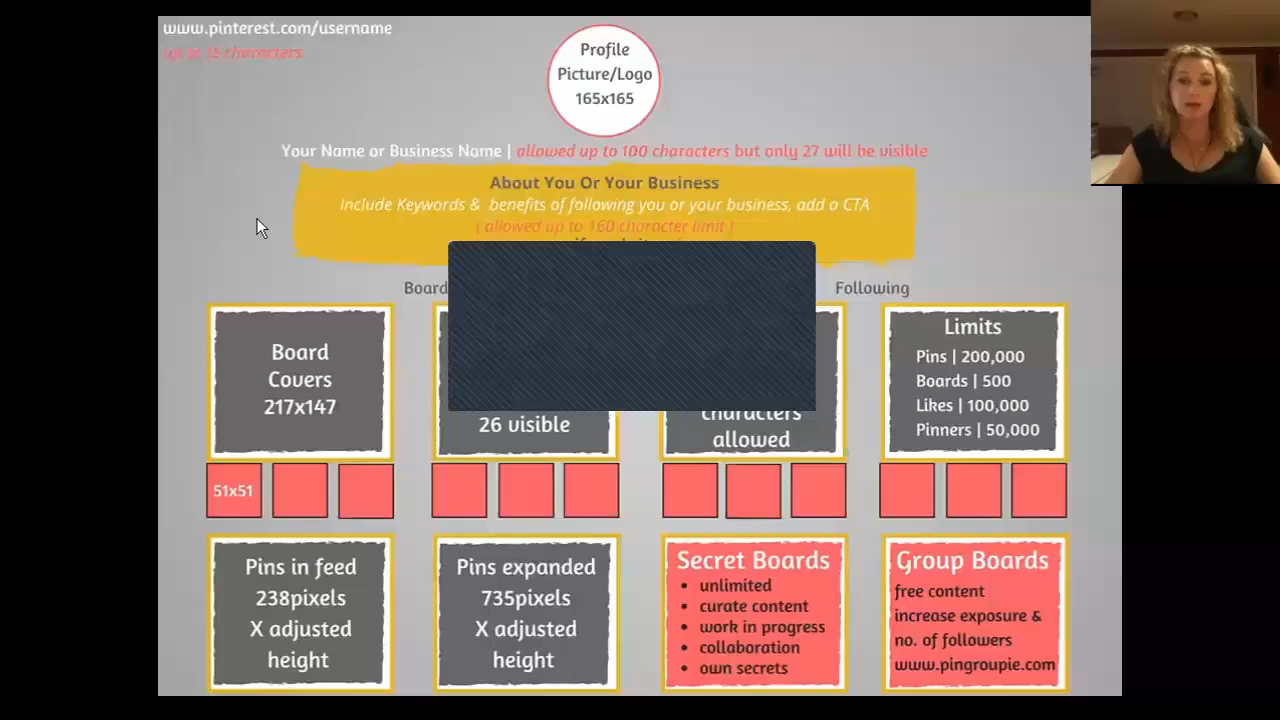 www.pinterest.com/username
up to 15 characters
Profile
Picture/Logo
165x165
Your Name or Business Name | allowed up to 100 characters but only 27 will be visible
About You Or Your Business
Include Keywords & benefits of following you or your business, add a CTA
( allowed up to 160 character limit )
Board
Following
Board
Covers
217x147
26 visible
characters
allowed
Limits
Pins | 200,000
Boards | 500
Likes | 100,000
Pinners | 50,000
51x51
Pins in feed
238pixels
X adjusted
height
Pins expanded
735pixels
X adjusted
height
Secret Boards
• unlimited
• curate content
• work in progress
• collaboration
• own secrets
Group Boards
free content
increase exposure &
no. of followers
www.pingroupie.com